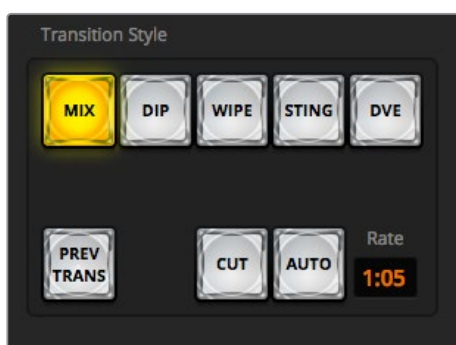 Transition Style
MIX
DIP
WIPE
STING
DVE
PREV
TRANS
CUT
AUTO
Rate
1:05